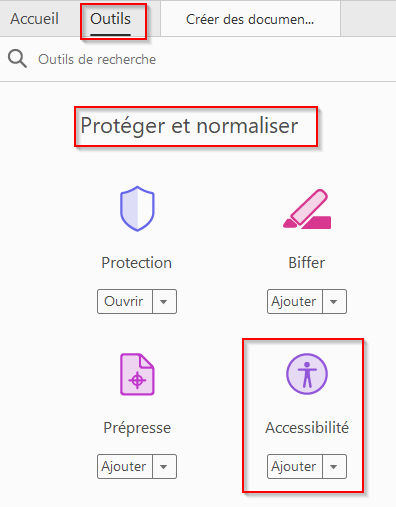 Accueil Outils Créer des documen...
Outils de recherche
Protéger et normaliser
Protection Biffer
Ouvrir Ajouter
Prépresse Accessibilité
Ajouter Ajouter